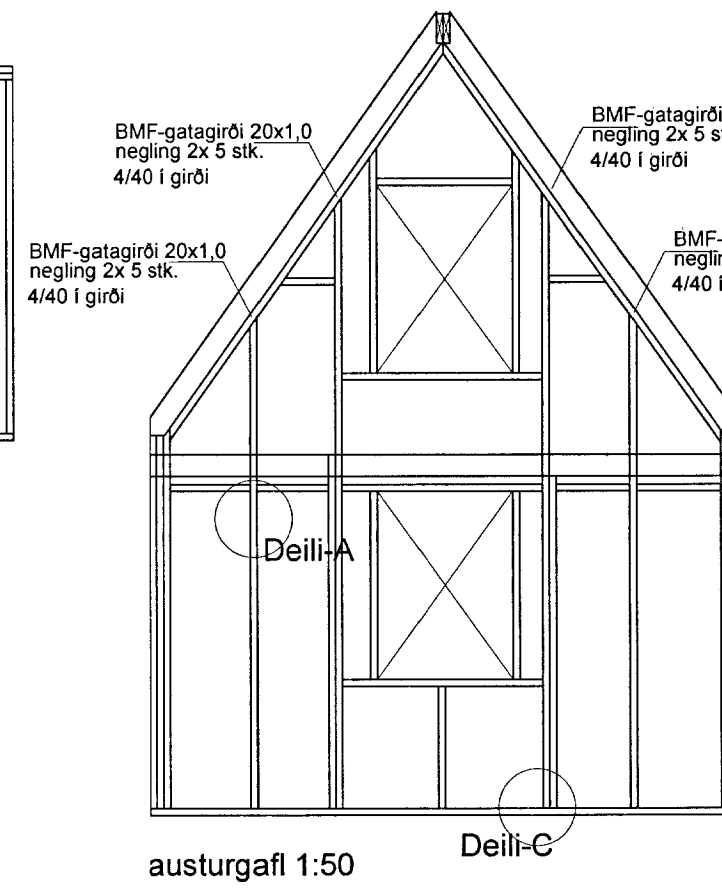 BMF-gatagirði 20x1,0
negling 2x 5 stk.
4/40 í girði
BMF-gatagirði
negling 2x 5 st
4/40 í girði
BMF-gatagirði 20x1,0
negling 2x 5 stk.
4/40 í girði
BMF-
neglin
4/40 í
Deili-A
Deili-C
austurgafl 1:50